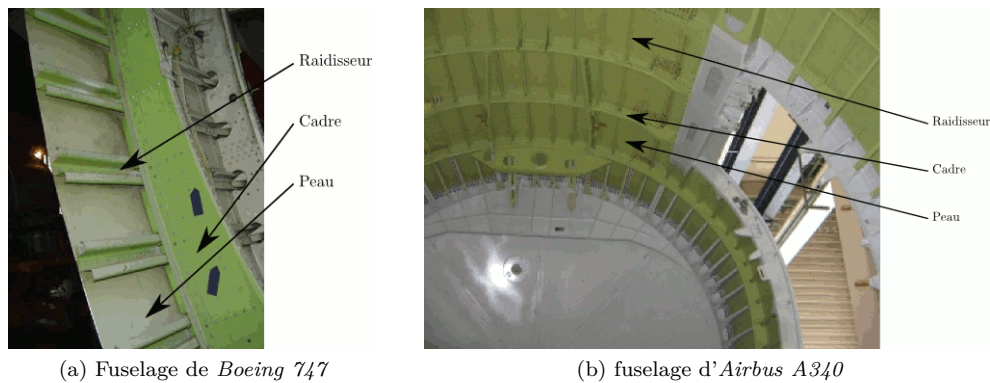 Raidisseur
Cadre
Peau
Raidisseur
Cadre
Peau
(a) Fuselage de Boeing 747
(b) fuselage d'Airbus A340